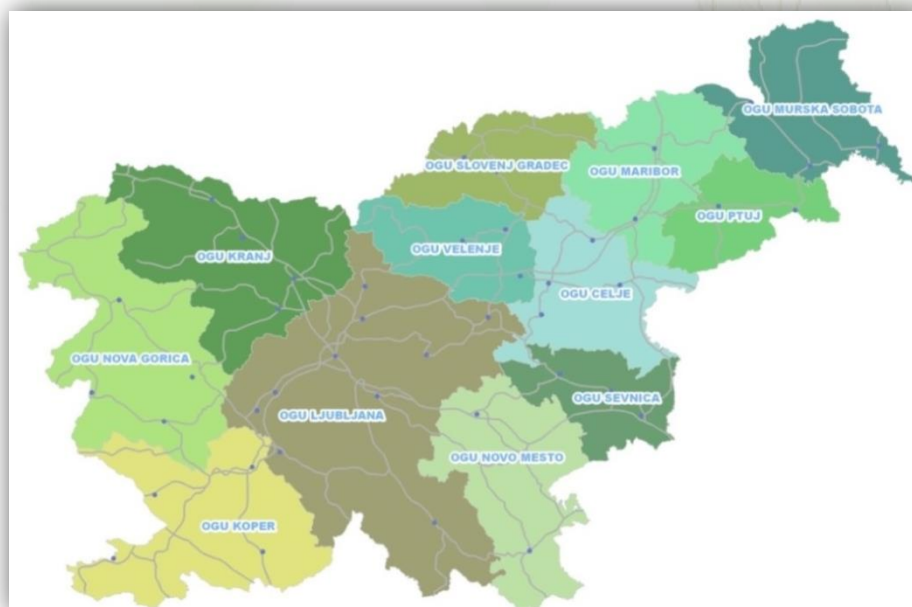 OGU MURSKA SOBOTA
OGU SLOVENJ GRADEC
OGU MARIBOR
OGU PTUJ
OGU VELENJE
OGU KRANJ
OGU CELJE
OGU NOVA GORICA
OGU SEVNICA
OGU LJUBLJANA
OGU NOVO MESTO
OGU KOPER